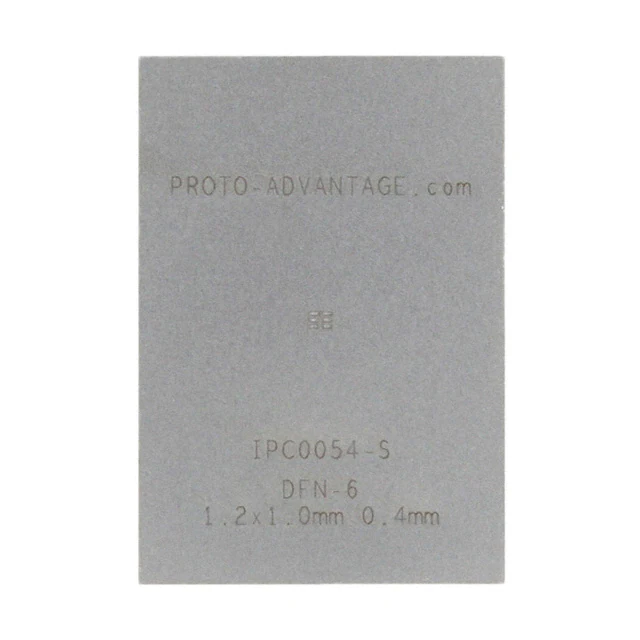 PROTO-ADVANTAGE.com
IPC0054-S
DFN-6
1.2x1.0mm 0.4mm